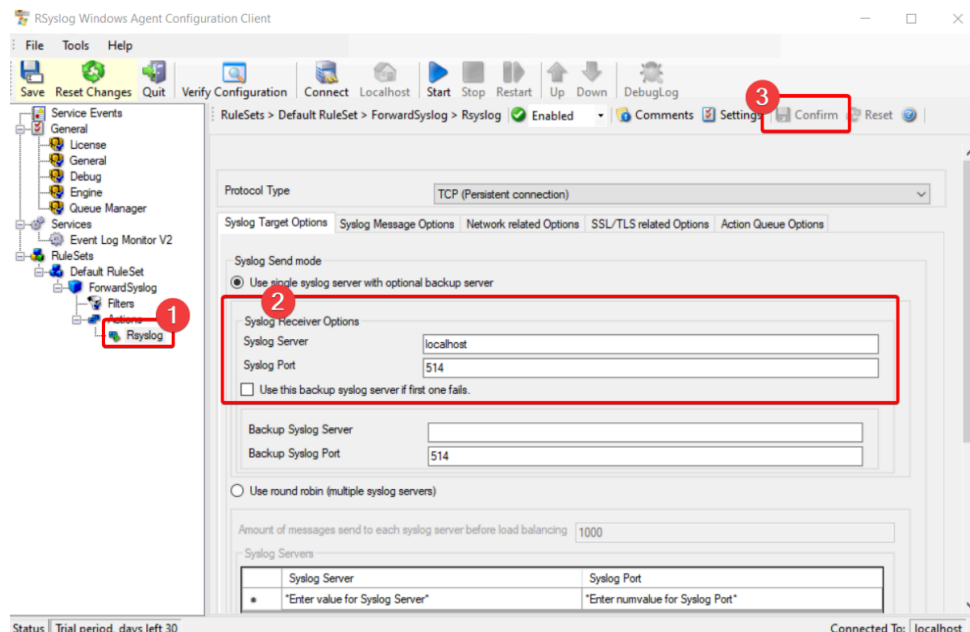 RSyslog Windows Agent Configuration Client
File Tools Help
Save Reset Changes Quit Verify Configuration Connect Localhost Start Stop Restart Up Down DebugLog
3
RuleSets > Default RuleSet > ForwardSyslog > Rsyslog Enabled Comments Settings Confirm Reset
Service Events
General
License
General
Debug
Engine
Queue Manager
Services
Event Log Monitor V2
RuleSets
Default RuleSet
ForwardSyslog
Filters
Actions
1
Rsyslog
Protocol Type TCP (Persistent connection)
Syslog Target Options Syslog Message Options Network related Options SSL/TLS related Options Action Queue Options
Syslog Send mode
Use single syslog server with optional backup server
2
Syslog Receiver Options
Syslog Server localhost
Syslog Port 514
Use this backup syslog server if first one fails.
Backup Syslog Server
Backup Syslog Port 514
Use round robin (multiple syslog servers)
Amount of messages send to each syslog server before load balancing 1000
Syslog Servers
Syslog Server Syslog Port
* "Enter value for Syslog Server" "Enter numvalue for Syslog Port"
Status Trial period, days left 30 Connected To: localhost